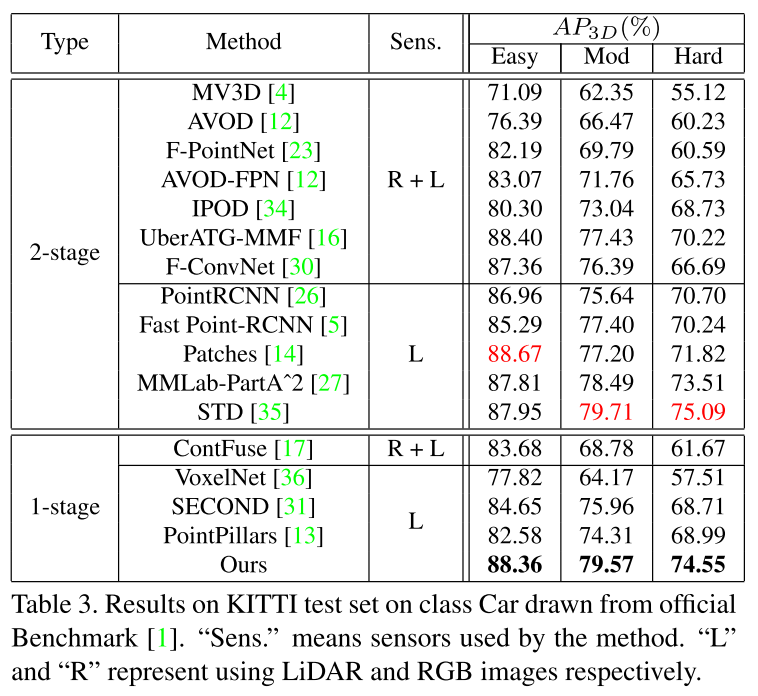 Type Method Sens. AP3D(%)
Easy Mod Hard
MV3D [4] 71.09 62.35 55.12
AVOD [12] 76.39 66.47 60.23
F-PointNet [23] 82.19 69.79 60.59
AVOD-FPN [12] R + L 83.07 71.76 65.73
IPOD [34] 80.30 73.04 68.73
UberATG-MMF [16] 88.40 77.43 70.22
2-stage F-ConvNet [30] 87.36 76.39 66.69
PointRCNN [26] 86.96 75.64 70.70
Fast Point-RCNN [5] 85.29 77.40 70.24
Patches [14] L 88.67 77.20 71.82
MMLab-PartAˆ2 [27] 87.81 78.49 73.51
STD [35] 87.95 79.71 75.09
ContFuse [17] R + L 83.68 68.78 61.67
VoxelNet [36] 77.82 64.17 57.51
1-stage SECOND [31] L 84.65 75.96 68.71
PointPillars [13] 82.58 74.31 68.99
Ours 88.36 79.57 74.55
Table 3. Results on KITTI test set on class Car drawn from official
Benchmark [1]. “Sens.” means sensors used by the method. “L”
and “R” represent using LiDAR and RGB images respectively.